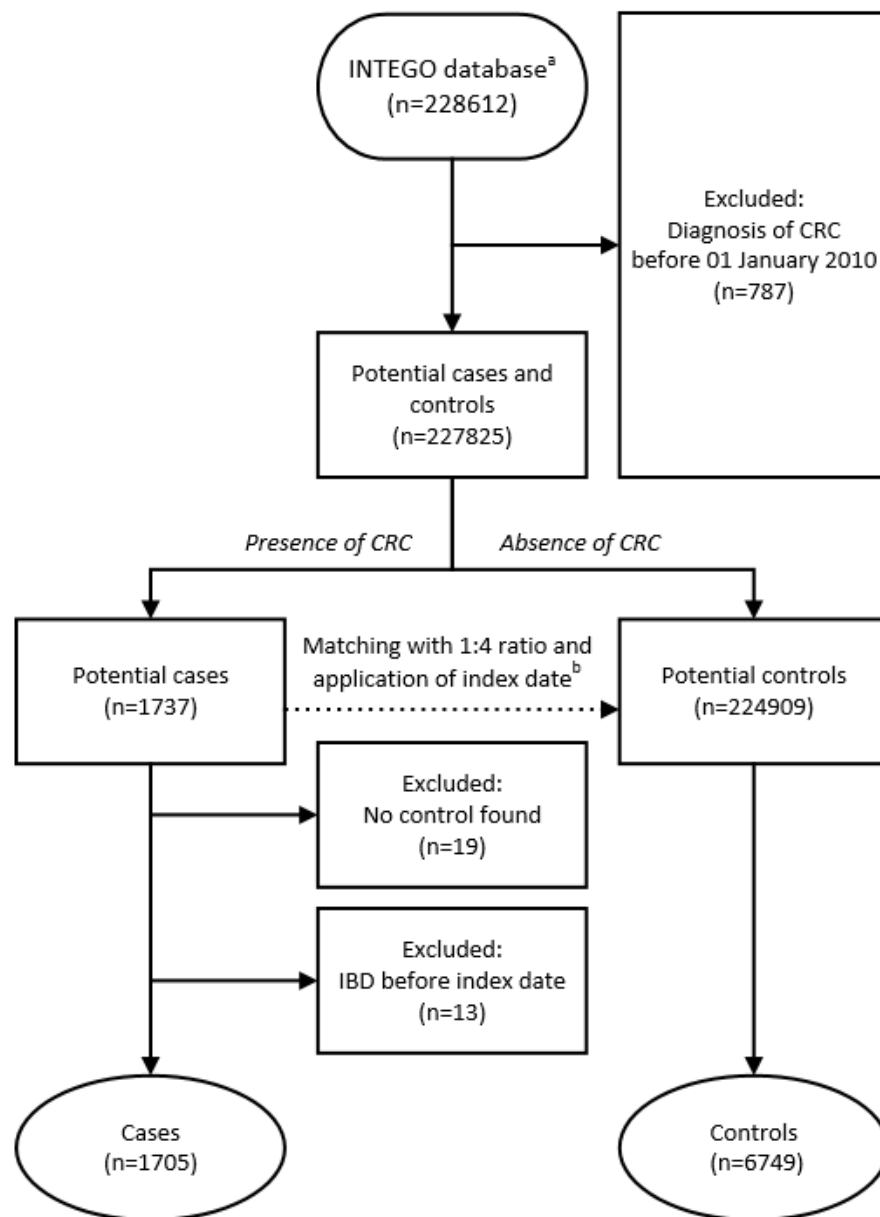 INTEGO databaseᵃ
(n=228612)
Excluded:
Diagnosis of CRC
before 01 January 2010
(n=787)
Potential cases and
controls
(n=227825)
Presence of CRC
Absence of CRC
Potential cases
(n=1737)
Matching with 1:4 ratio and
application of index dateᵇ
Potential controls
(n=224909)
Excluded:
No control found
(n=19)
Excluded:
IBD before index date
(n=13)
Cases
(n=1705)
Controls
(n=6749)